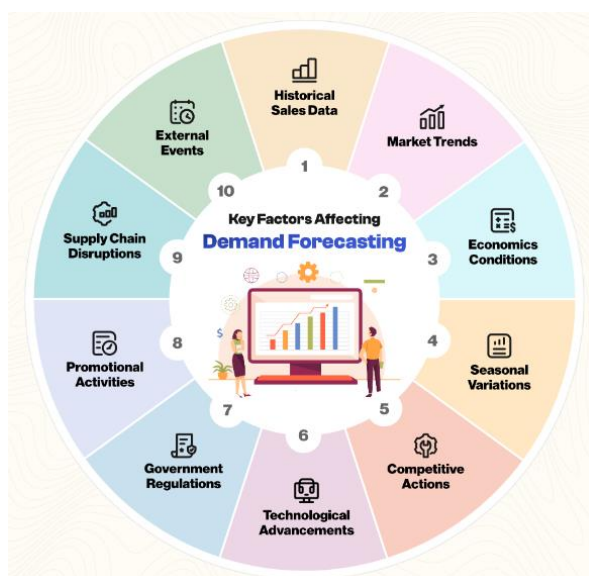 Key Factors Affecting
Demand Forecasting
1
Historical
Sales Data
2
Market Trends
3
Economics
Conditions
4
Seasonal
Variations
5
Competitive
Actions
6
Technological
Advancements
7
Government
Regulations
8
Promotional
Activities
9
Supply Chain
Disruptions
10
External
Events
$